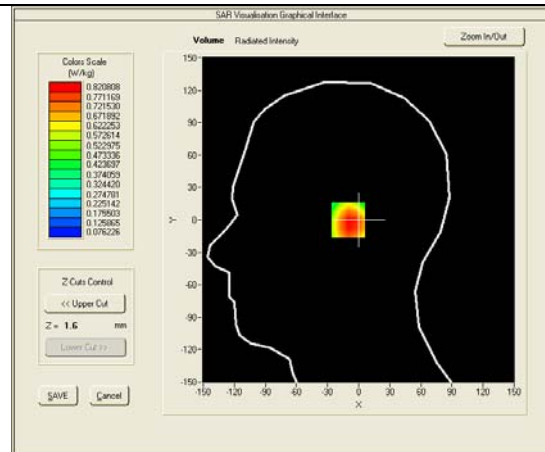 SAR Visualisation Graphical Interface
Volume Radiated Intensity
Zoom In/Out
Colors Scale
(W/kg)
0.820808
0.771169
0.721530
0.671892
0.622253
0.572614
0.522975
0.473336
0.423697
0.374059
0.324420
0.274781
0.225142
0.175503
0.125865
0.076226
Z Cuts Control
<< Upper Cut
Z = 1.6 mm
Lower Cut >>
SAVE Cancel
150
120
90
60
30
0
-30
-60
-90
-120
-150
Y
-150 -120 -90 -60 -30 0 30 60 90 120 150
X